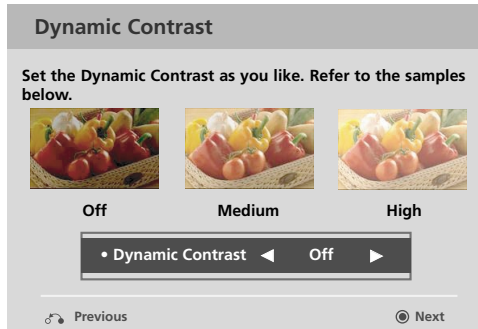 Dynamic Contrast
Set the Dynamic Contrast as you like. Refer to the samples
below.
Off Medium High
• Dynamic Contrast ◀ Off ▶
Previous Next